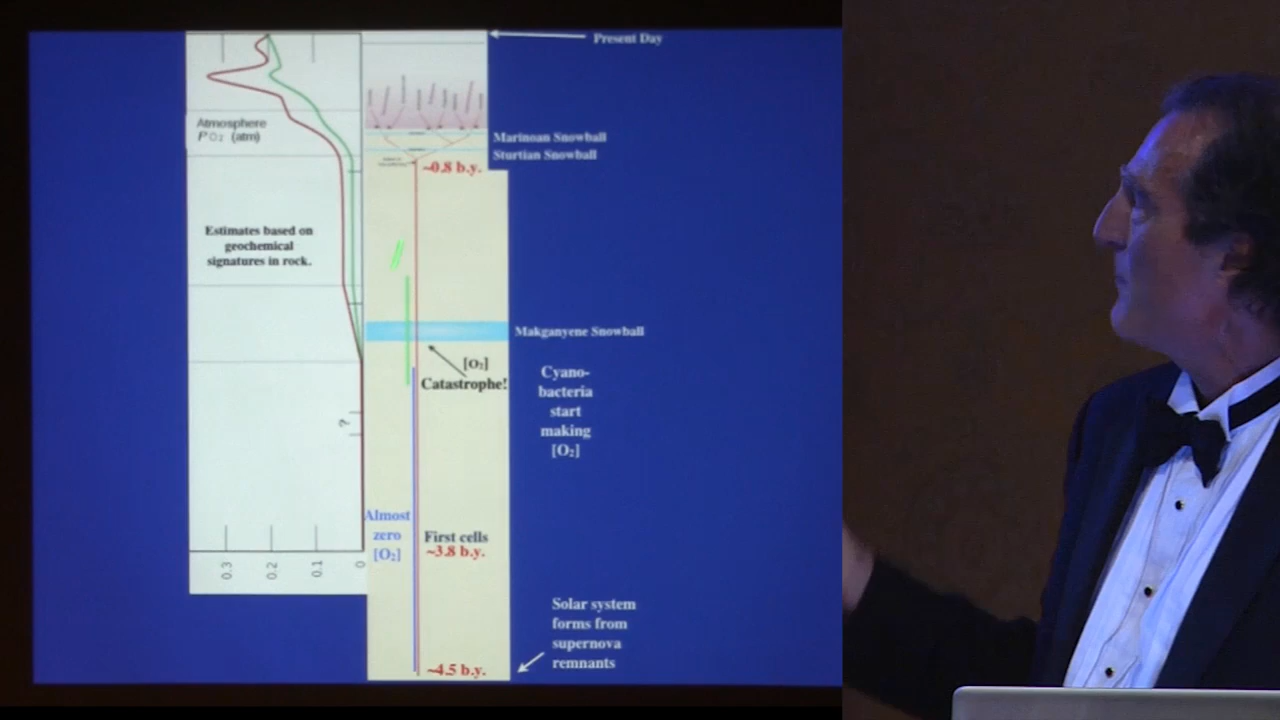 Present Day
Atmosphere
PO₂ (atm)
Marinoan Snowball
Sturtian Snowball
~0.8 b.y.
Estimates based on
geochemical
signatures in rock.
Makganyene Snowball
[O₂]
Catastrophe!
Cyano-
bacteria
start
making
[O₂]
?
Almost
zero
[O₂]
First cells
~3.8 b.y.
0.3
0.2
0.1
0
Solar system
forms from
supernova
remnants
~4.5 b.y.